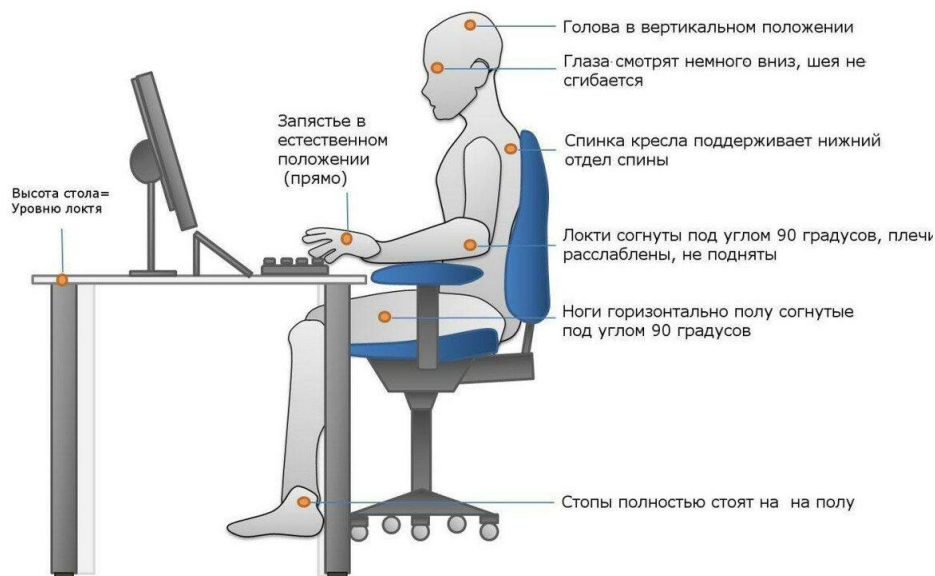 Голова в вертикальном положении
Глаза смотрят немного вниз, шея не
сгибается
Запястье в
естественном
положении
(прямо)
Спинка кресла поддерживает нижний
отдел спины
Высота стола=
Уровню локтя
Локти согнуты под углом 90 градусов, плечи
расслаблены, не подняты
Ноги горизонтально полу согнутые
под углом 90 градусов
Стопы полностью стоят на на полу